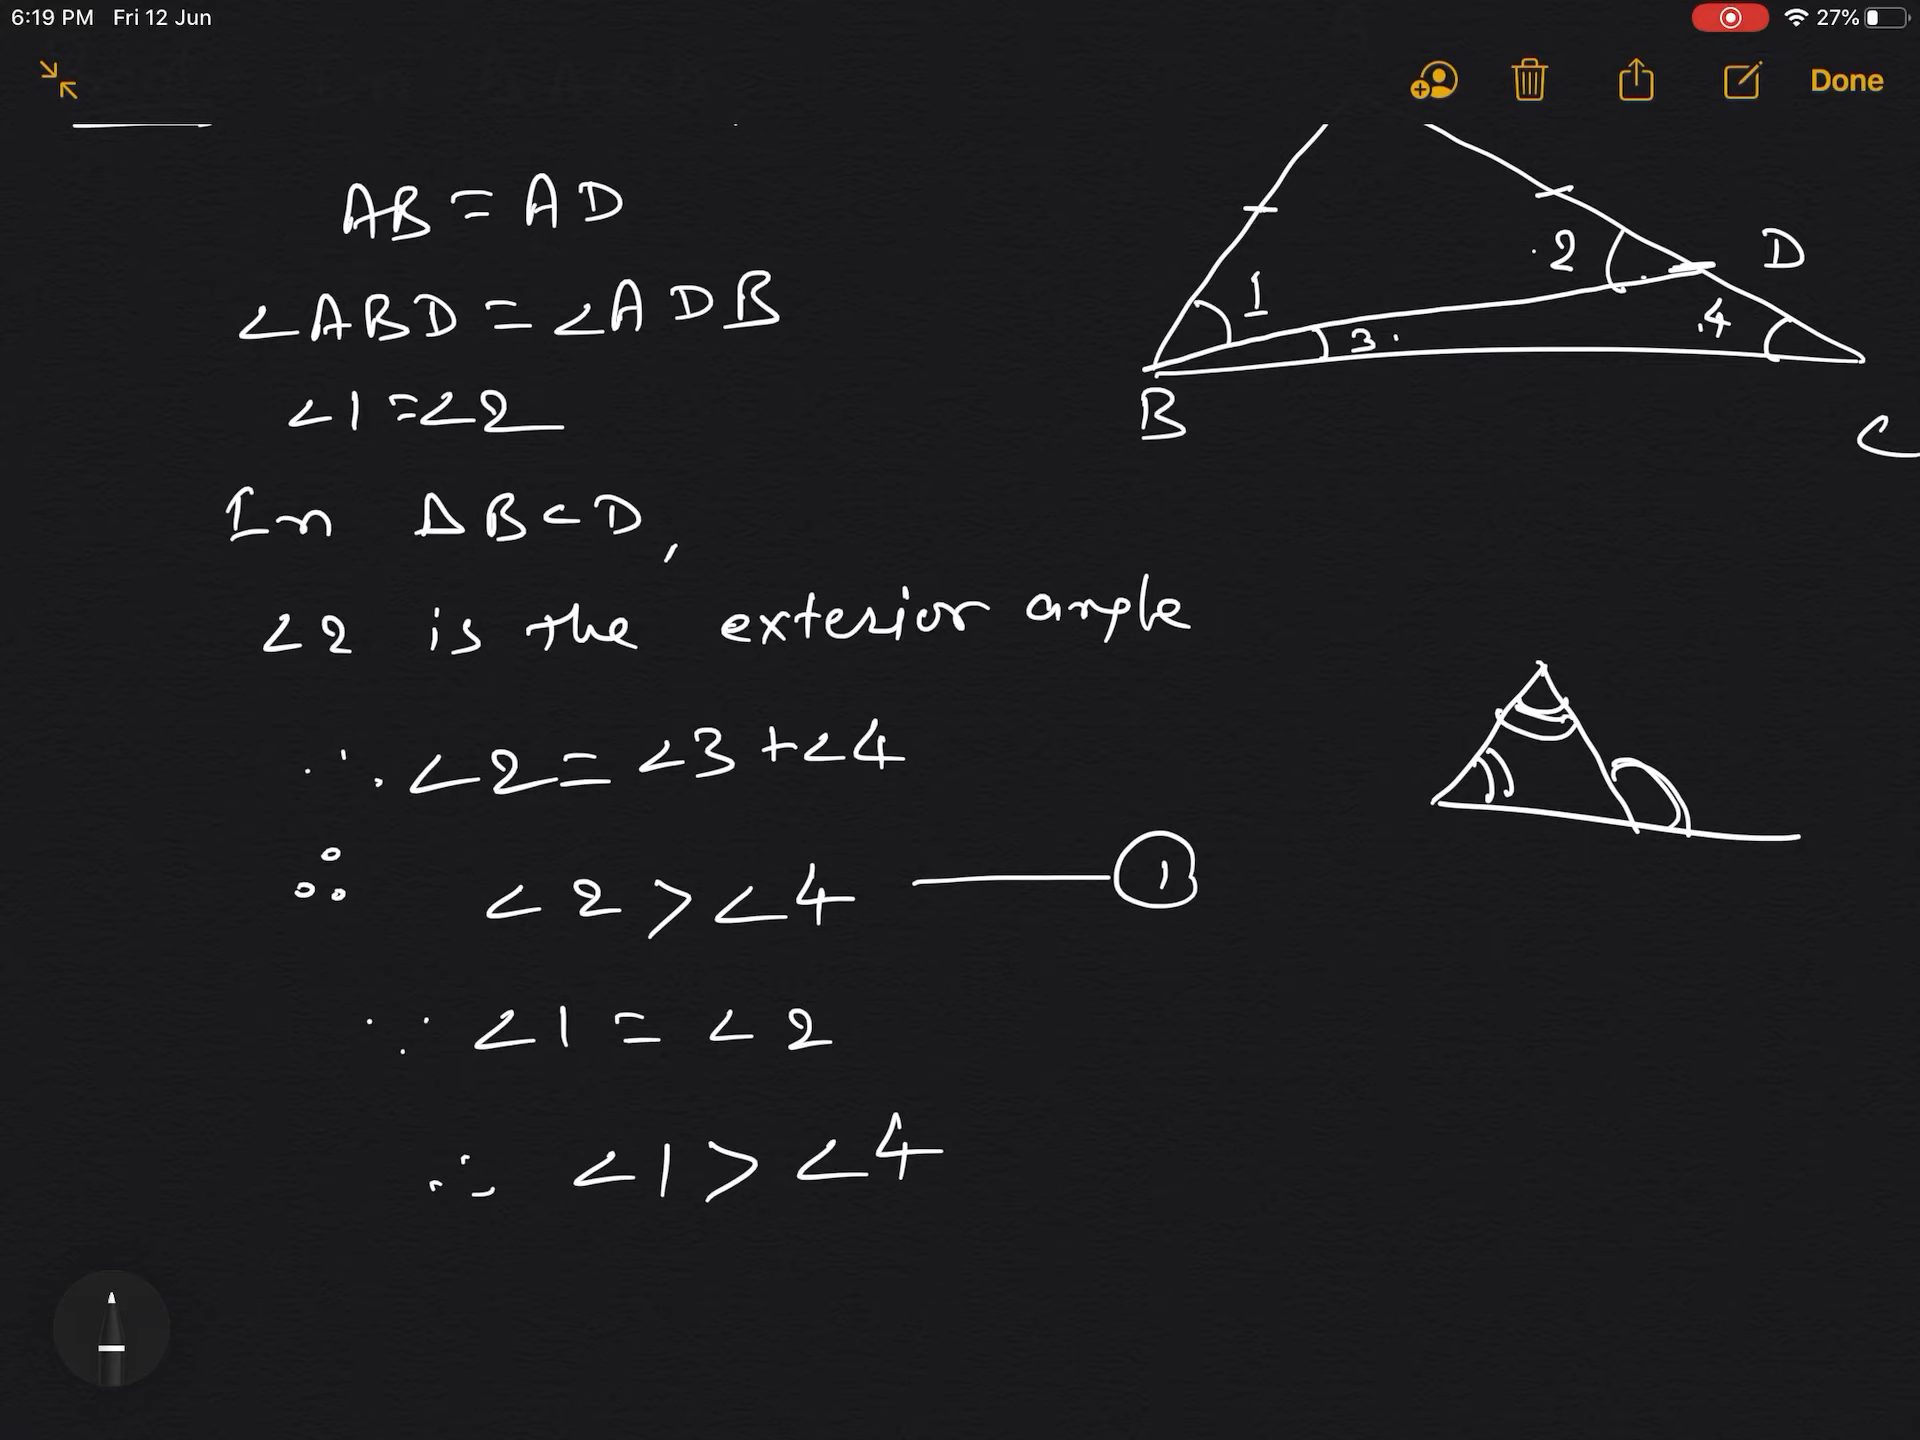 6:19 PM Fri 12 Jun
27%
Done
AB = AD
∠ABD = ∠ADB
∠1 = ∠2
In ΔBCD,
∠2 is the exterior angle
∴ ∠2 = ∠3 + ∠4
∴ ∠2 > ∠4 —— ①
∵ ∠1 = ∠2
∴ ∠1 > ∠4
2
D
1
3
4
B
C